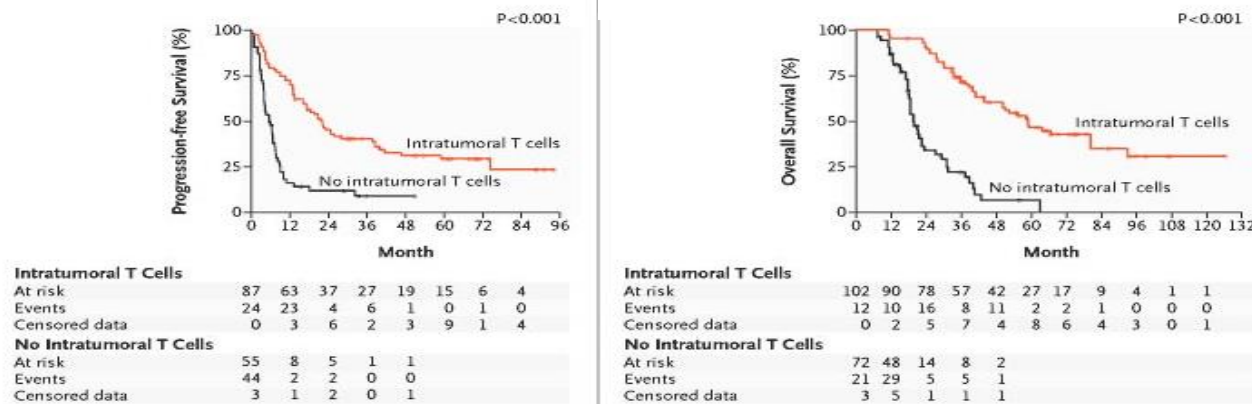 P<0.001
Progression-free Survival (%)
100
75
50
25
0
Intratumoral T cells
No intratumoral T cells
0 12 24 36 48 60 72 84 96
Month
Intratumoral T Cells
At risk 87 63 37 27 19 15 6 4
Events 24 23 4 6 1 0 1 0
Censored data 0 3 6 2 3 9 1 4
No Intratumoral T Cells
At risk 55 8 5 1 1
Events 44 2 2 0 0
Censored data 3 1 2 0 1
P<0.001
Overall Survival (%)
100
75
50
25
0
Intratumoral T cells
No intratumoral T cells
0 12 24 36 48 60 72 84 96 108 120 132
Month
Intratumoral T Cells
At risk 102 90 78 57 42 27 17 9 4 1 1
Events 12 10 16 8 11 2 2 1 0 0 0
Censored data 0 2 5 7 4 8 6 4 3 0 1
No Intratumoral T Cells
At risk 72 48 14 8 2
Events 21 29 5 5 1
Censored data 3 5 1 1 1